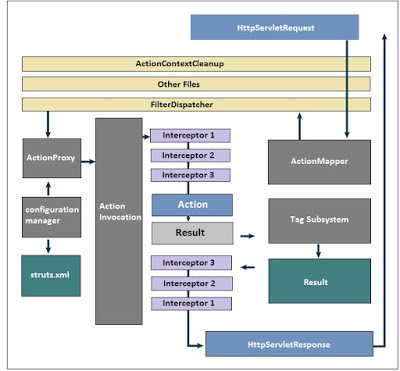 HttpServletRequest
ActionContextCleanup
Other Files
FilterDispatcher
ActionProxy
Action
Invocation
Interceptor 1
Interceptor 2
Interceptor 3
ActionMapper
configuration
manager
Action
Result
Tag Subsystem
struts.xml
Interceptor 3
Interceptor 2
Interceptor 1
Result
HttpServletResponse